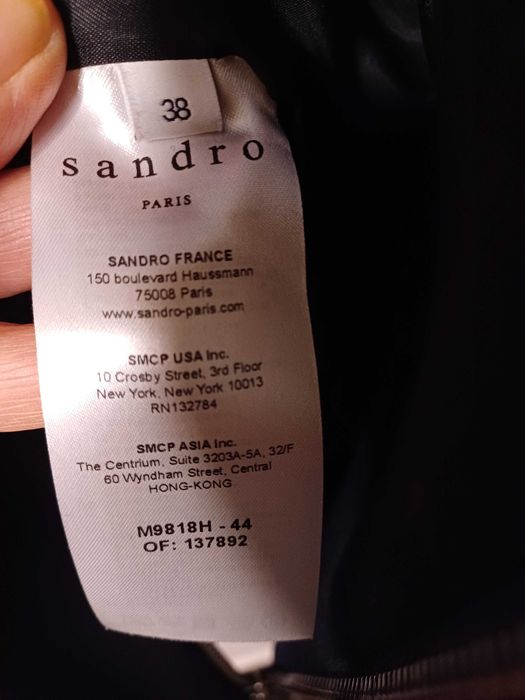 38
sandro
PARIS
SANDRO FRANCE
150 boulevard Haussmann
75008 Paris
www.sandro-paris.com
SMCP USA Inc.
10 Crosby Street, 3rd Floor
New York, New York 10013
RN132784
SMCP ASIA Inc.
The Centrium, Suite 3203A-5A, 32/F
60 Wyndham Street, Central
HONG-KONG
M9818H - 44
OF: 137892